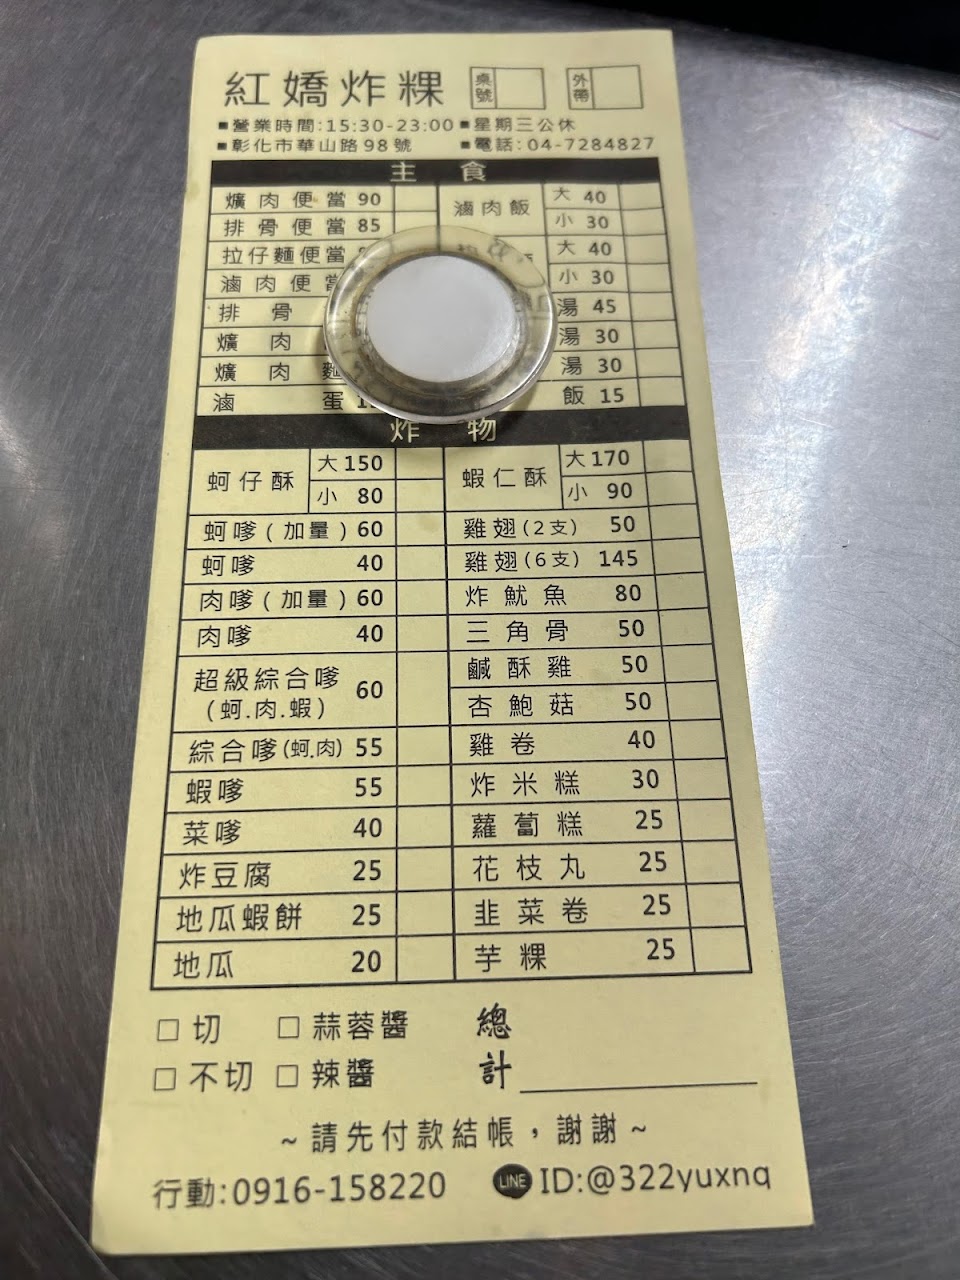 紅嬌炸粿 桌號 外帶
■營業時間:15:30-23:00 ■星期三公休
■彰化市華山路98號 ■電話:04-7284827
主食
爌肉便當 90
排骨便當 85
拉仔麵便當
滷肉便當
排骨
爌肉
爌肉麵
滷蛋
滷肉飯 大 40
小 30
大 40
小 30
湯 45
湯 30
湯 30
飯 15
炸物
蚵仔酥 大 150
小 80
蚵嗲(加量) 60
蚵嗲 40
肉嗲(加量) 60
肉嗲 40
超級綜合嗲
(蚵.肉.蝦) 60
綜合嗲(蚵.肉) 55
蝦嗲 55
菜嗲 40
炸豆腐 25
地瓜蝦餅 25
地瓜 20
蝦仁酥 大 170
小 90
雞翅(2支) 50
雞翅(6支) 145
炸魷魚 80
三角骨 50
鹹酥雞 50
杏鮑菇 50
雞卷 40
炸米糕 30
蘿蔔糕 25
花枝丸 25
韭菜卷 25
芋粿 25
□ 切 □ 蒜蓉醬
□ 不切 □ 辣醬
總計
~請先付款結帳,謝謝~
行動:0916-158220 LINE ID:@322yuxnq